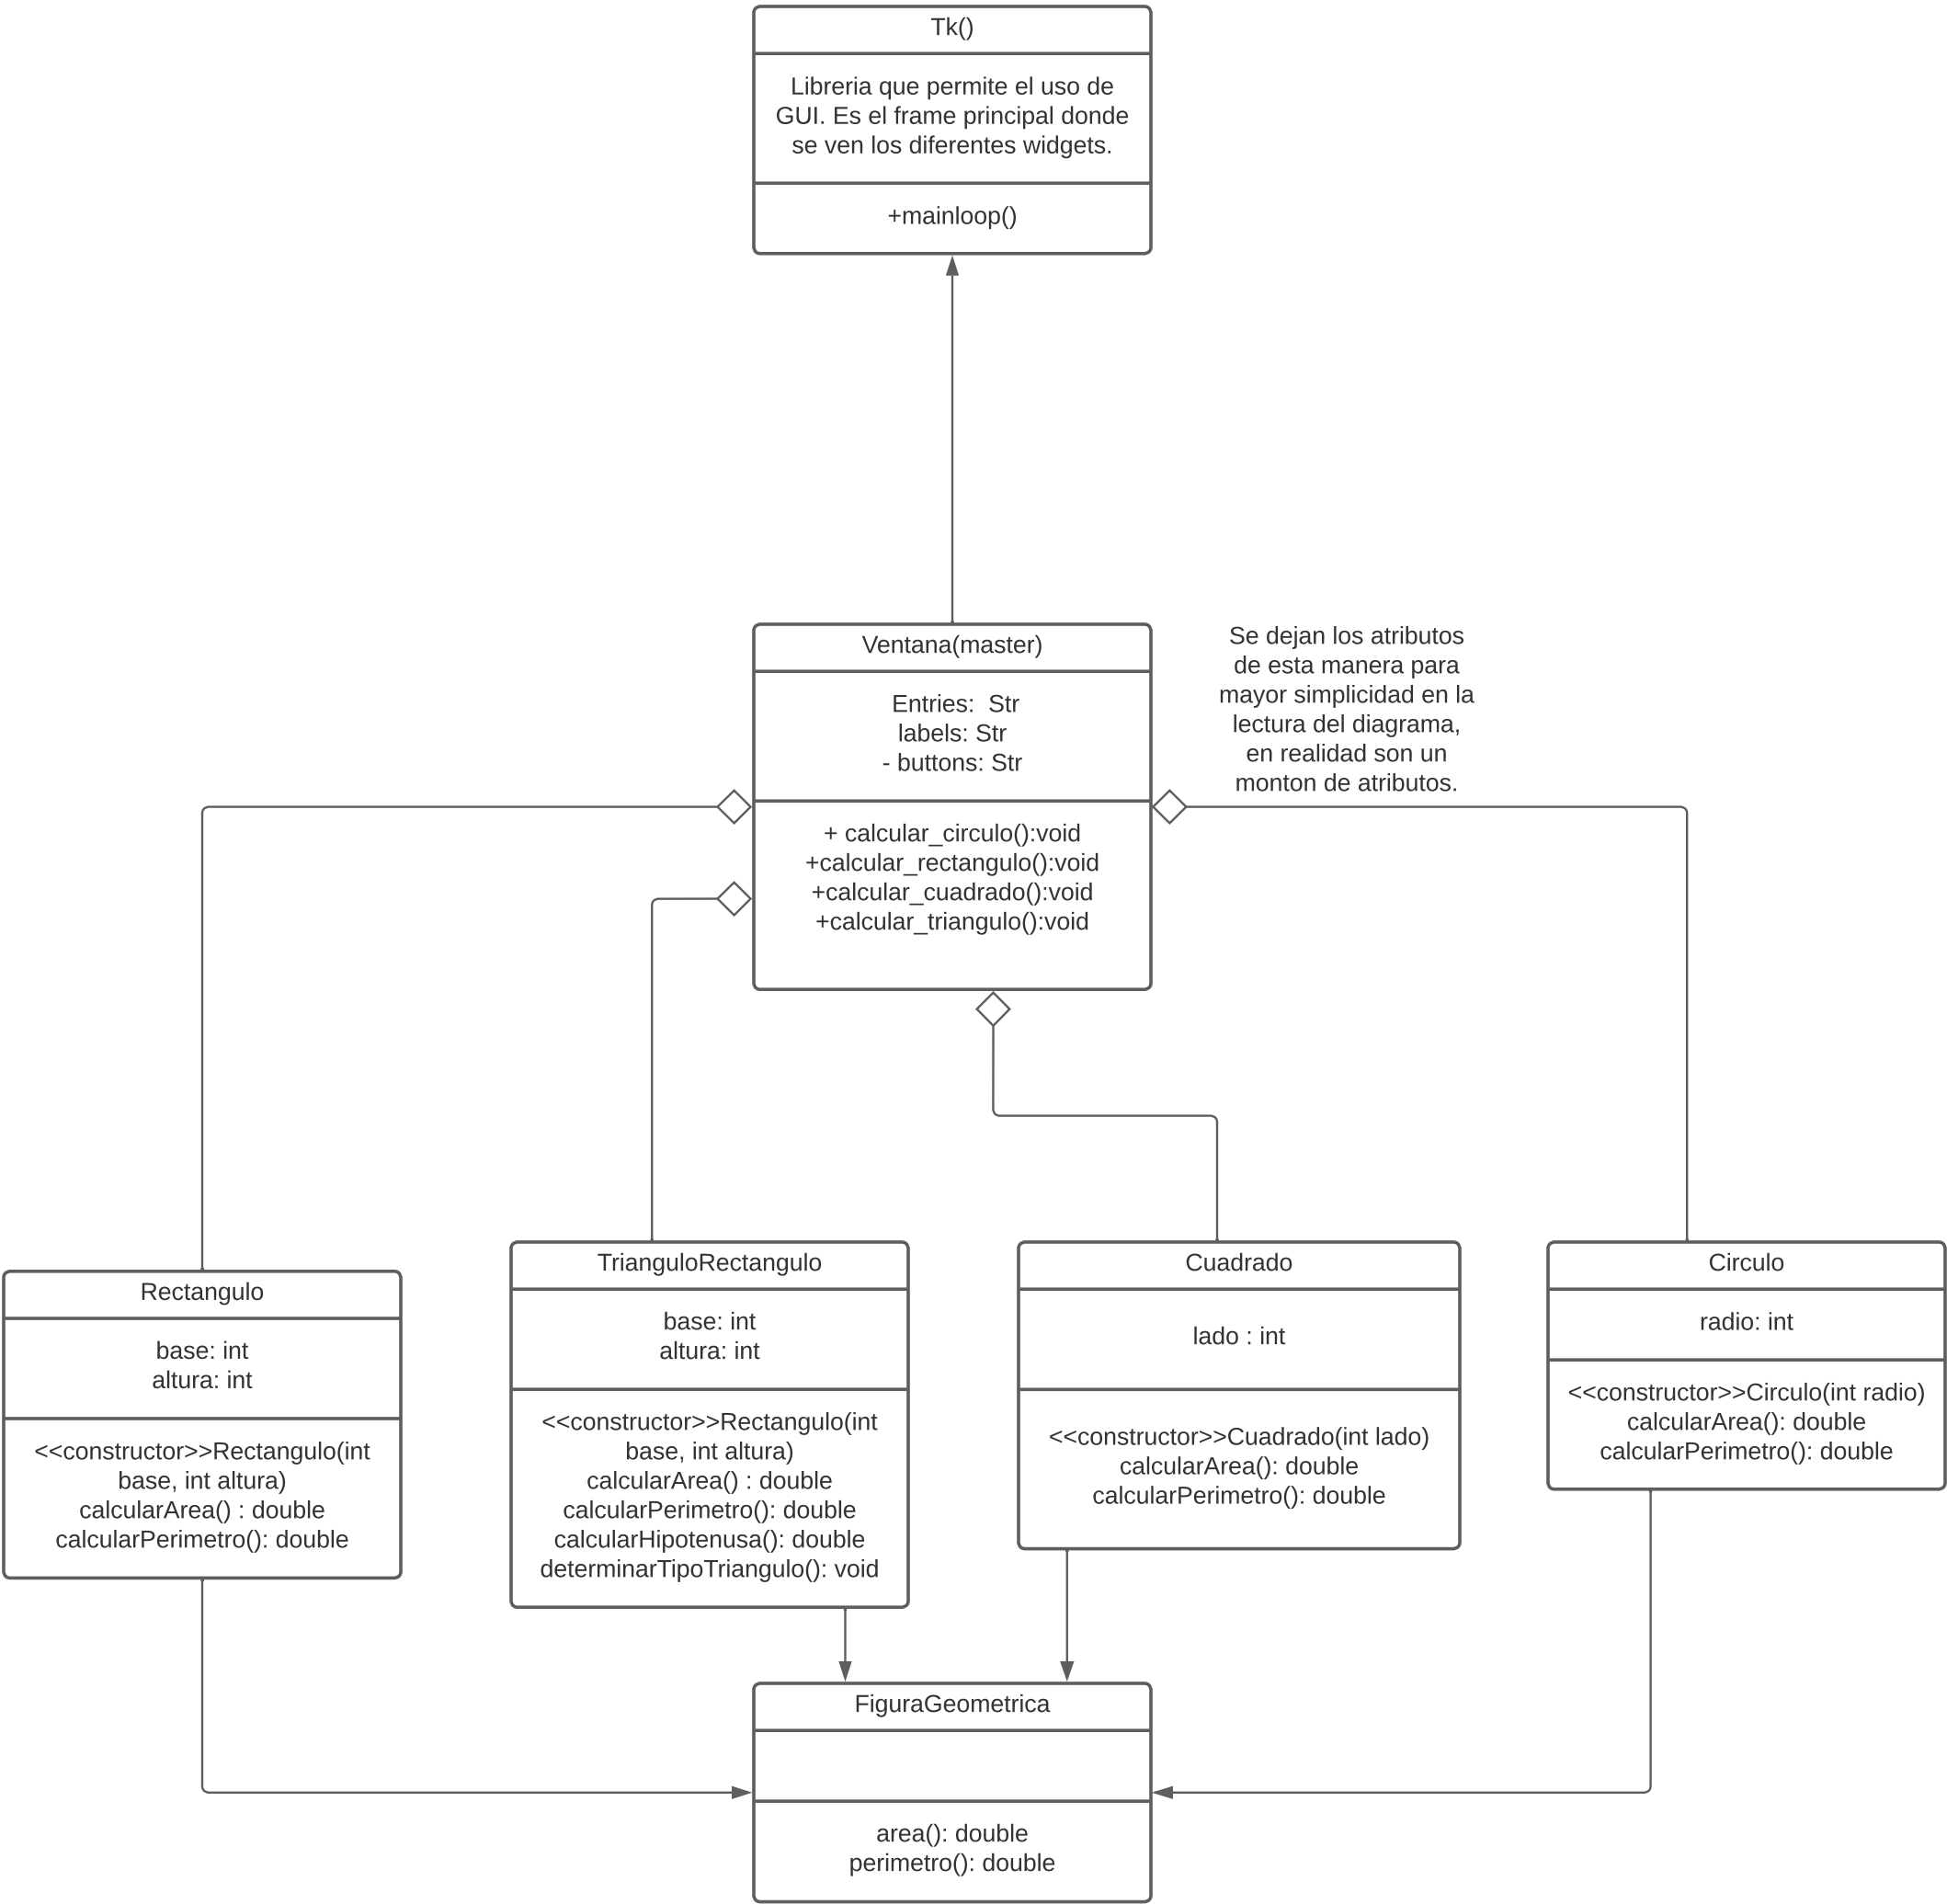 Tk()
Libreria que permite el uso de
GUI. Es el frame principal donde
se ven los diferentes widgets.
+mainloop()
Ventana(master)
Entries:  Str
labels: Str
- buttons: Str
+ calcular_circulo():void
+calcular_rectangulo():void
+calcular_cuadrado():void
+calcular_triangulo():void
Se dejan los atributos
de esta manera para
mayor simplicidad en la
lectura del diagrama,
en realidad son un
monton de atributos.
Rectangulo
base: int
altura: int
<<constructor>>Rectangulo(int
base, int altura)
calcularArea() : double
calcularPerimetro(): double
TrianguloRectangulo
base: int
altura: int
<<constructor>>Rectangulo(int
base, int altura)
calcularArea() : double
calcularPerimetro(): double
calcularHipotenusa(): double
determinarTipoTriangulo(): void
Cuadrado
lado : int
<<constructor>>Cuadrado(int lado)
calcularArea(): double
calcularPerimetro(): double
Circulo
radio: int
<<constructor>>Circulo(int radio)
calcularArea(): double
calcularPerimetro(): double
FiguraGeometrica
area(): double
perimetro(): double